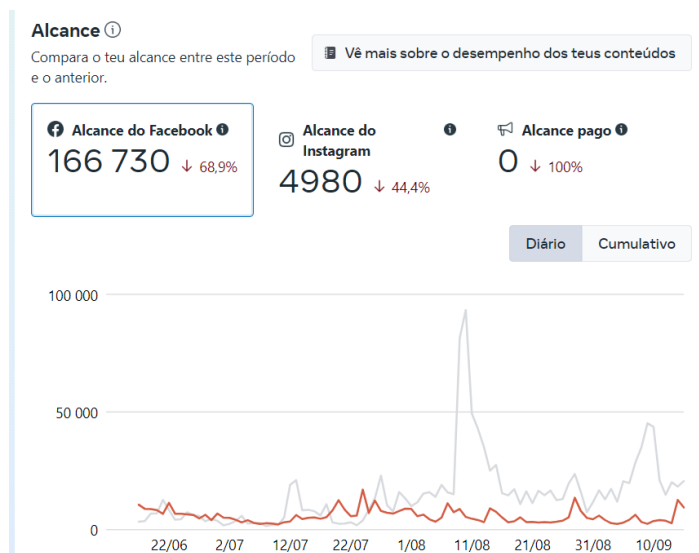 Alcance
Compara o teu alcance entre este período
e o anterior.
Vê mais sobre o desempenho dos teus conteúdos
Alcance do Facebook
166 730 ↓ 68,9%
Alcance do
Instagram
4980 ↓ 44,4%
Alcance pago
0 ↓ 100%
Diário
Cumulativo
100 000
50 000
0
22/06 2/07 12/07 22/07 1/08 11/08 21/08 31/08 10/09